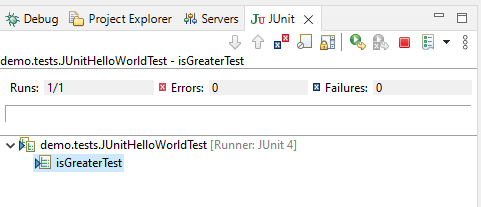 Debug Project Explorer Servers JUnit
demo.tests.JUnitHelloWorldTest - isGreaterTest
Runs: 1/1 Errors: 0 Failures: 0
demo.tests.JUnitHelloWorldTest [Runner: JUnit 4]
isGreaterTest